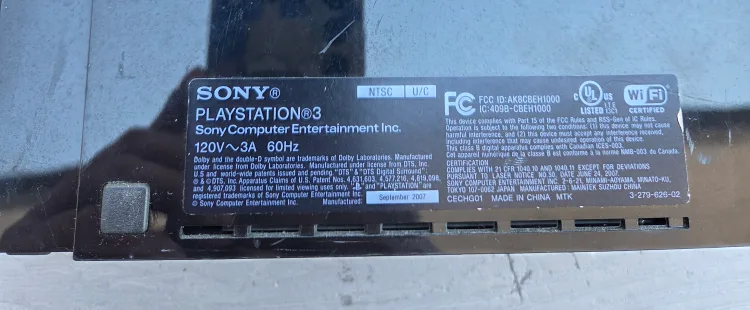 SONY®
NTSC U/C
PLAYSTATION®3
Sony Computer Entertainment Inc.
120V~3A 60Hz
Dolby and the double-D symbol are trademarks of Dolby Laboratories. Manufactured
under license from Dolby Laboratories. Manufactured under license from DTS, Inc.
U.S and world-wide patents issued and pending. "DTS" & "DTS Digital Surround":
® & © DTS, Inc. Apparatus Claims of U.S. Patent Nos. 4,631,603, 4,577,216, 4,819,098,
and 4,907,093 licensed for limited viewing uses only. and "PLAYSTATION" are
registered trademarks of Sony Computer Entertainment Inc.
© Sony Computer Entertainment Inc. Manufactured: September 2007
FC FCC ID:AK8CBEH1000
IC:409B-CBEH1000
C UL US
LISTED I.T.E.
Wi Fi
CERTIFIED
This device complies with Part 15 of the FCC Rules and RSS-Gen of IC Rules.
Operation is subject to the following two conditions: (1) this device may not cause
harmful interference, and (2) this device must accept any interference received,
including interference that may cause undesired operation.
This class B digital apparatus complies with Canadian ICES-003.
Cet appareil numérique de la classe B est conforme à la norme NMB-003 du Canada.
CERTIFICATION
COMPLIES WITH 21 CFR 1040.10 AND 1040.11 EXCEPT FOR DEVIATIONS
PURSUANT TO LASER NOTICE NO.50, DATE JUNE 24, 2007.
SONY COMPUTER ENTERTAINMENT INC. 2-6-21, MINAMI-AOYAMA, MINATO-KU,
TOKYO 107-0062 JAPAN MANUFACTURED : MAINTEK SUZHOU CHINA
CECHG01 MADE IN CHINA MTK 3-279-626-02